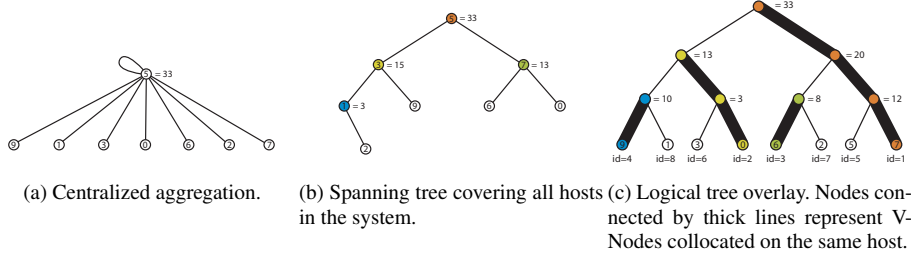 5 = 33
9 1 3 0 6 2 7
(a) Centralized aggregation.
5 = 33
3 = 15
7 = 13
1 = 3
9 6 0
2
(b) Spanning tree covering all hosts
in the system.
= 33
= 13
= 20
= 10
= 3
= 8
= 12
9 1 3 0 6 2 5 7
id=4 id=8 id=6 id=2 id=3 id=7 id=5 id=1
(c) Logical tree overlay. Nodes con-
nected by thick lines represent V-
Nodes collocated on the same host.